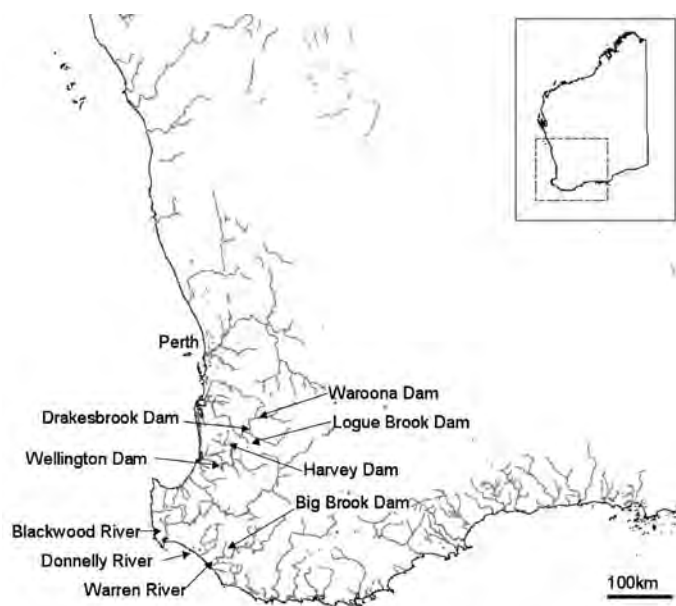 Perth
Waroona Dam
Drakesbrook Dam
Logue Brook Dam
Wellington Dam
Harvey Dam
Big Brook Dam
Blackwood River
Donnelly River
Warren River
100km